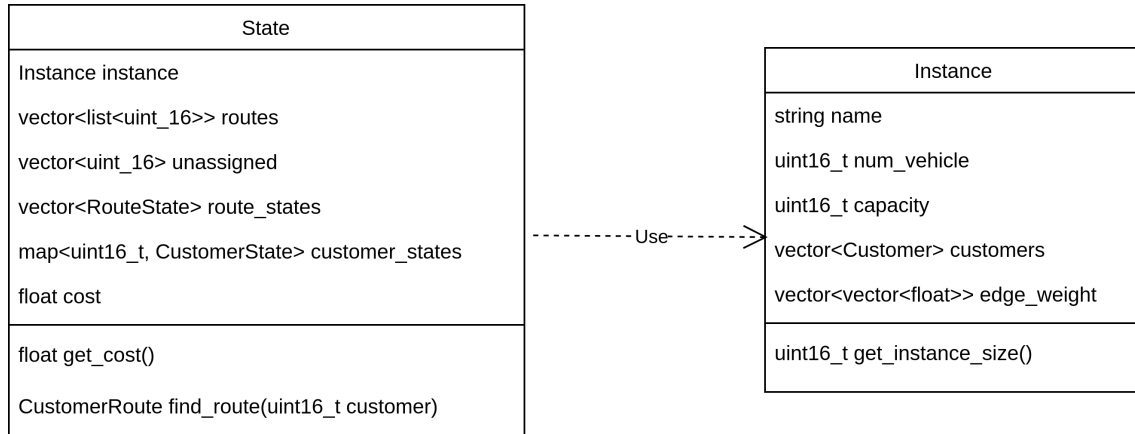 State
Instance instance
vector<list<uint_16>> routes
vector<uint_16> unassigned
vector<RouteState> route_states
map<uint16_t, CustomerState> customer_states
float cost
float get_cost()
CustomerRoute find_route(uint16_t customer)
Use
Instance
string name
uint16_t num_vehicle
uint16_t capacity
vector<Customer> customers
vector<vector<float>> edge_weight
uint16_t get_instance_size()